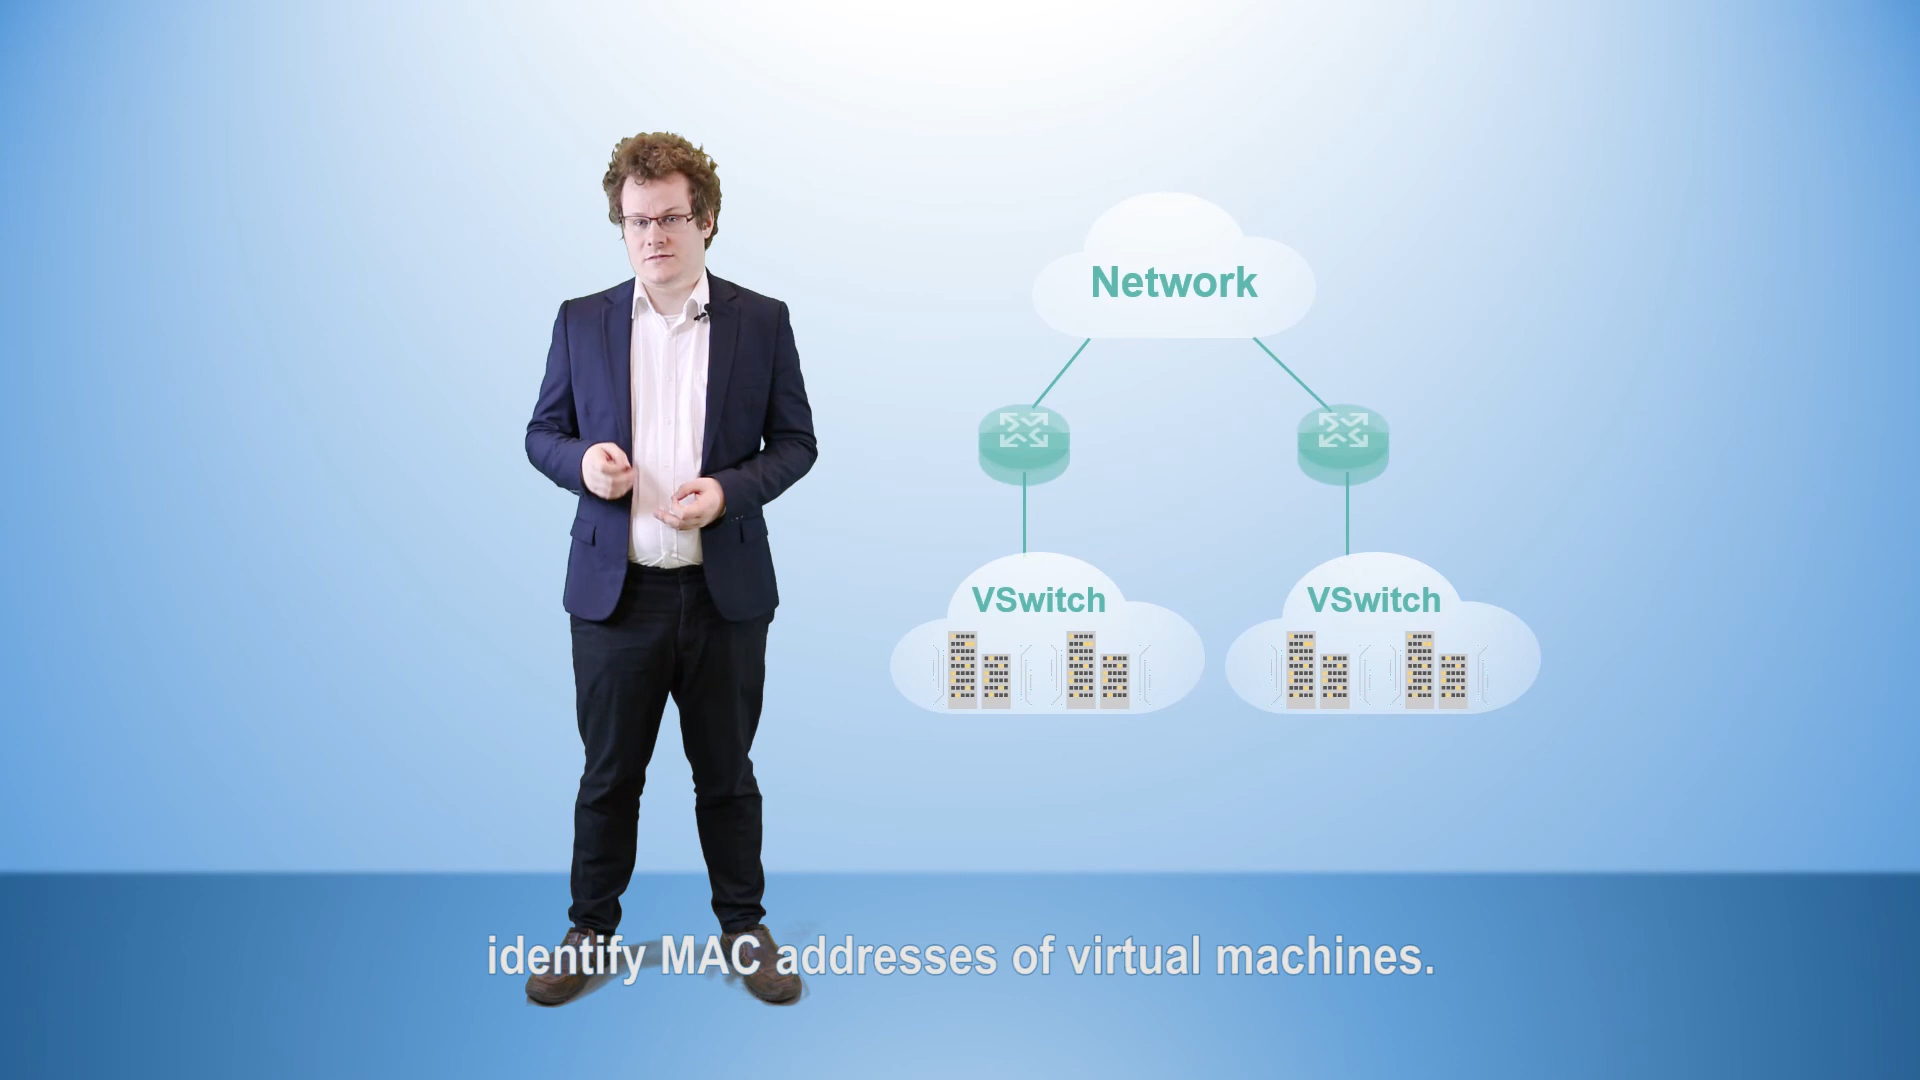 Network
VSwitch
VSwitch
identify MAC addresses of virtual machines.